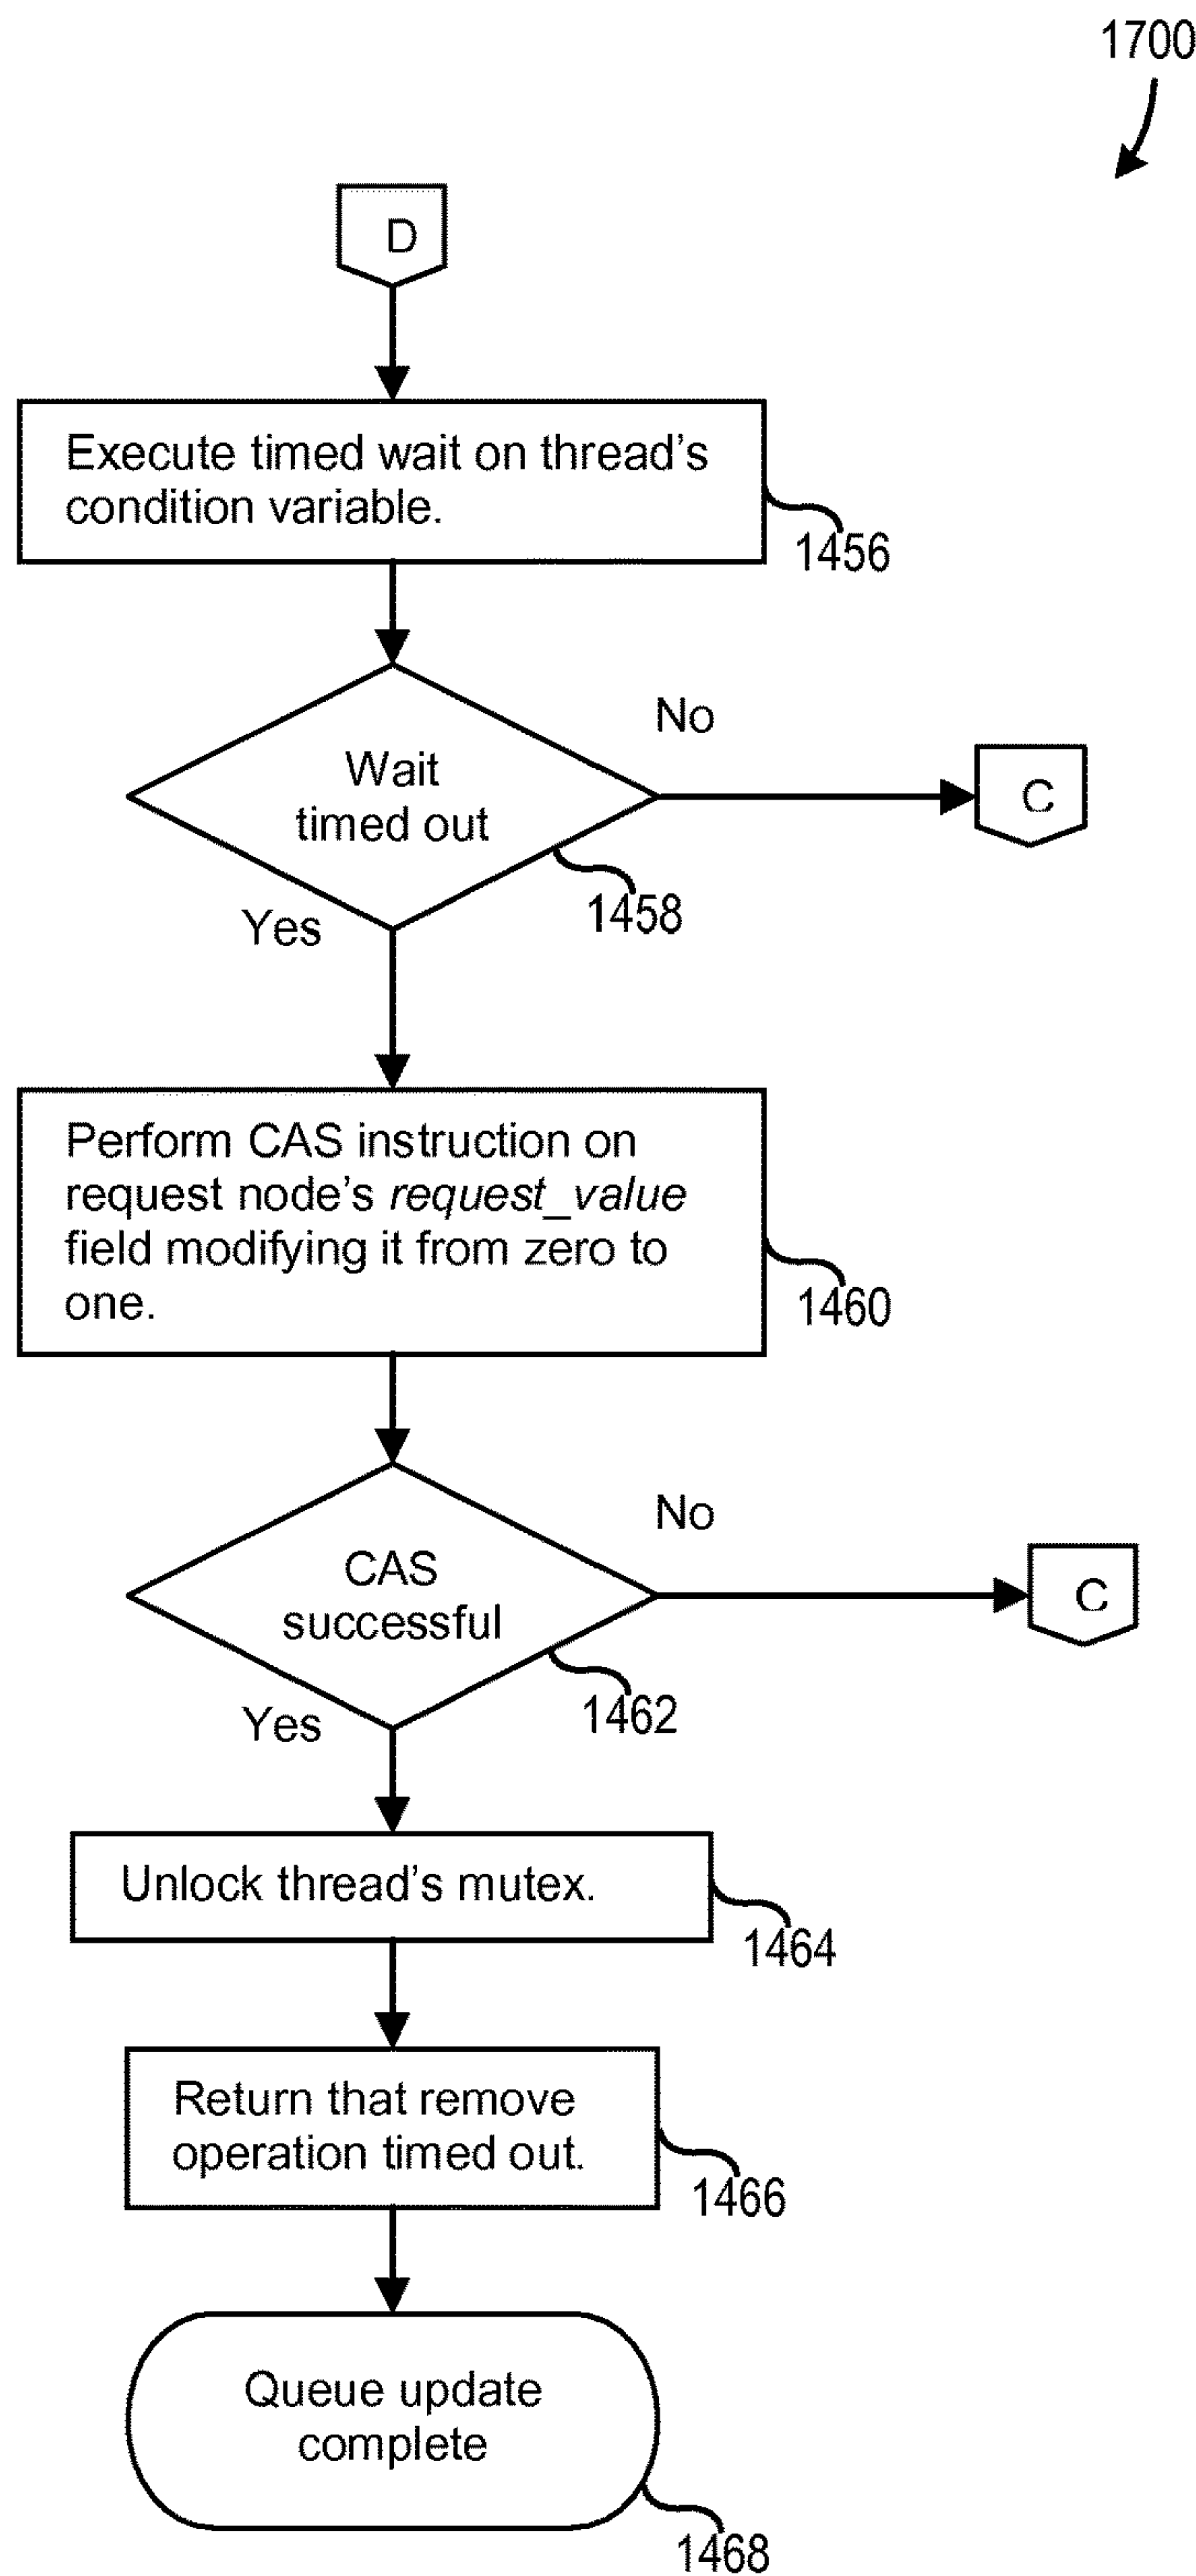 1700
D
Execute timed wait on thread's
condition variable.
1456
No
Wait
timed out
C
1458
Yes
Perform CAS instruction on
request node's request_value
field modifying it from zero to
one.
1460
No
CAS
successful
C
1462
Yes
Unlock thread's mutex.
1464
Return that remove
operation timed out.
1466
Queue update
complete
1468